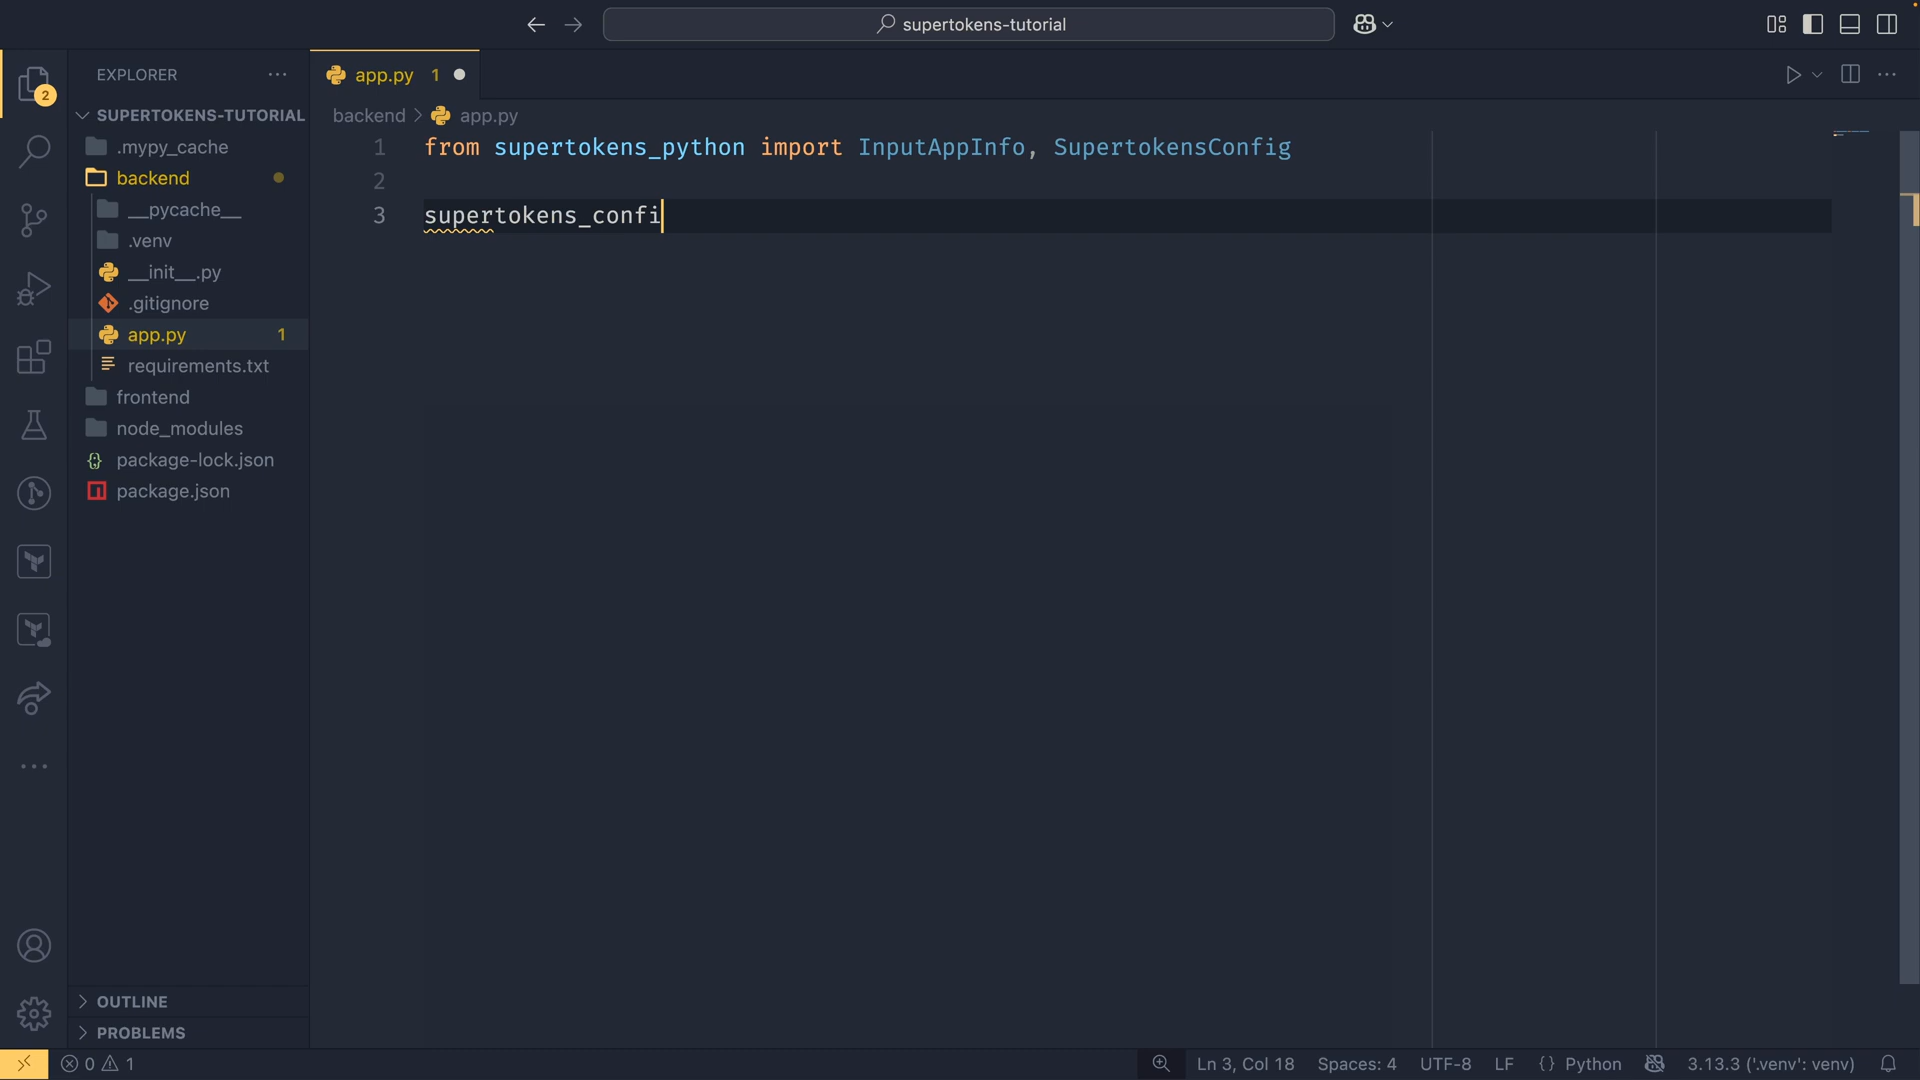 supertokens-tutorial
EXPLORER
2
SUPERTOKENS-TUTORIAL
.mypy_cache
backend
__pycache__
.venv
__init__.py
.gitignore
app.py 1
requirements.txt
frontend
node_modules
package-lock.json
package.json
OUTLINE
PROBLEMS
app.py 1
backend > app.py
1 from supertokens_python import InputAppInfo, SupertokensConfig
2
3 supertokens_confi
0 1
Ln 3, Col 18 Spaces: 4 UTF-8 LF {} Python 3.13.3 ('.venv': venv)